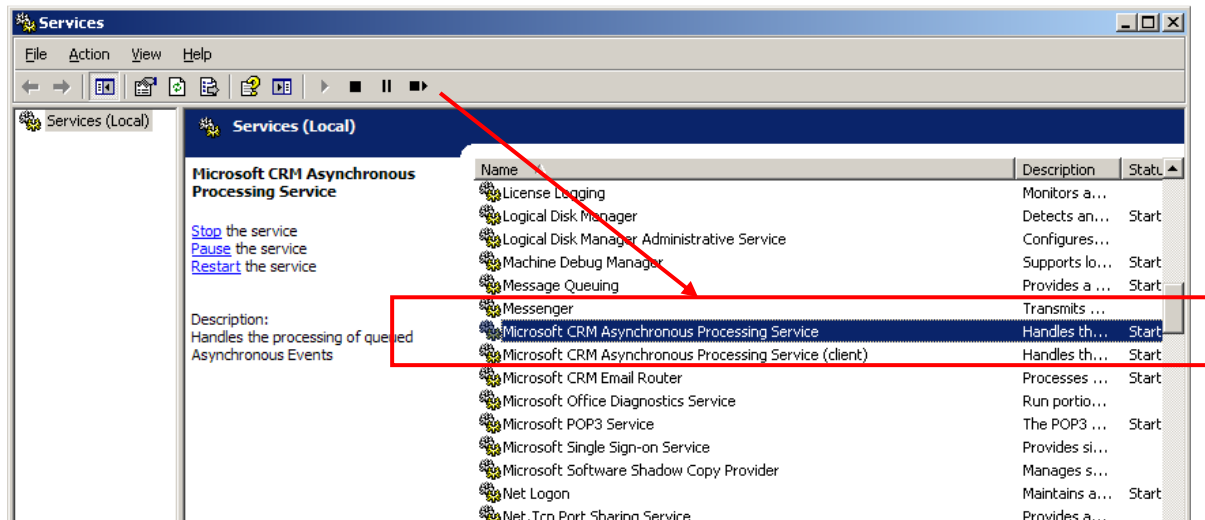 Services
File Action View Help
Services (Local)
Services (Local)
Microsoft CRM Asynchronous
Processing Service
Stop the service
Pause the service
Restart the service
Description:
Handles the processing of queued
Asynchronous Events
Name Description Statu
License Logging Monitors a...
Logical Disk Manager Detects an... Start
Logical Disk Manager Administrative Service Configures...
Machine Debug Manager Supports lo... Start
Message Queuing Provides a ... Start
Messenger Transmits ...
Microsoft CRM Asynchronous Processing Service Handles th... Start
Microsoft CRM Asynchronous Processing Service (client) Handles th... Start
Microsoft CRM Email Router Processes ... Start
Microsoft Office Diagnostics Service Run portio...
Microsoft POP3 Service The POP3 ... Start
Microsoft Single Sign-on Service Provides si...
Microsoft Software Shadow Copy Provider Manages s...
Net Logon Maintains a... Start
Net.Tcp Port Sharing Service Provides a...